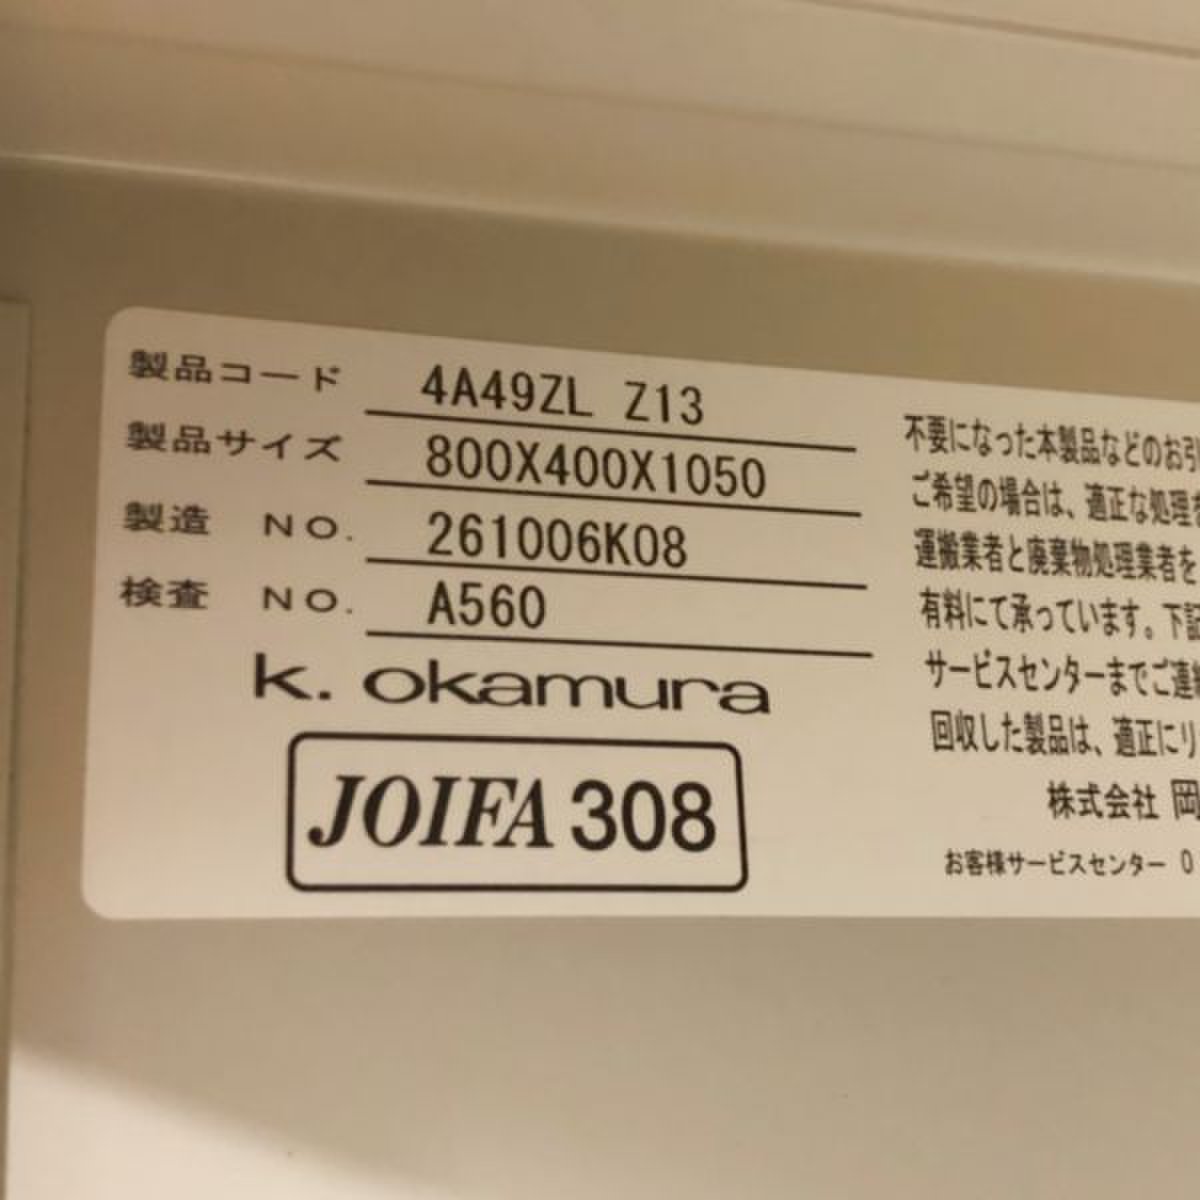 製品コード 4A49ZL Z13
製品サイズ 800X400X1050
製造 NO. 261006K08
検査 NO. A560
k. okamura
JOIFA 308
不要になった本製品などのお引
ご希望の場合は、適正な処理を
運搬業者と廃棄物処理業者を
有料にて承っています。下記
サービスセンターまでご連絡
回収した製品は、適正にリ
株式会社 岡
お客様サービスセンター 0